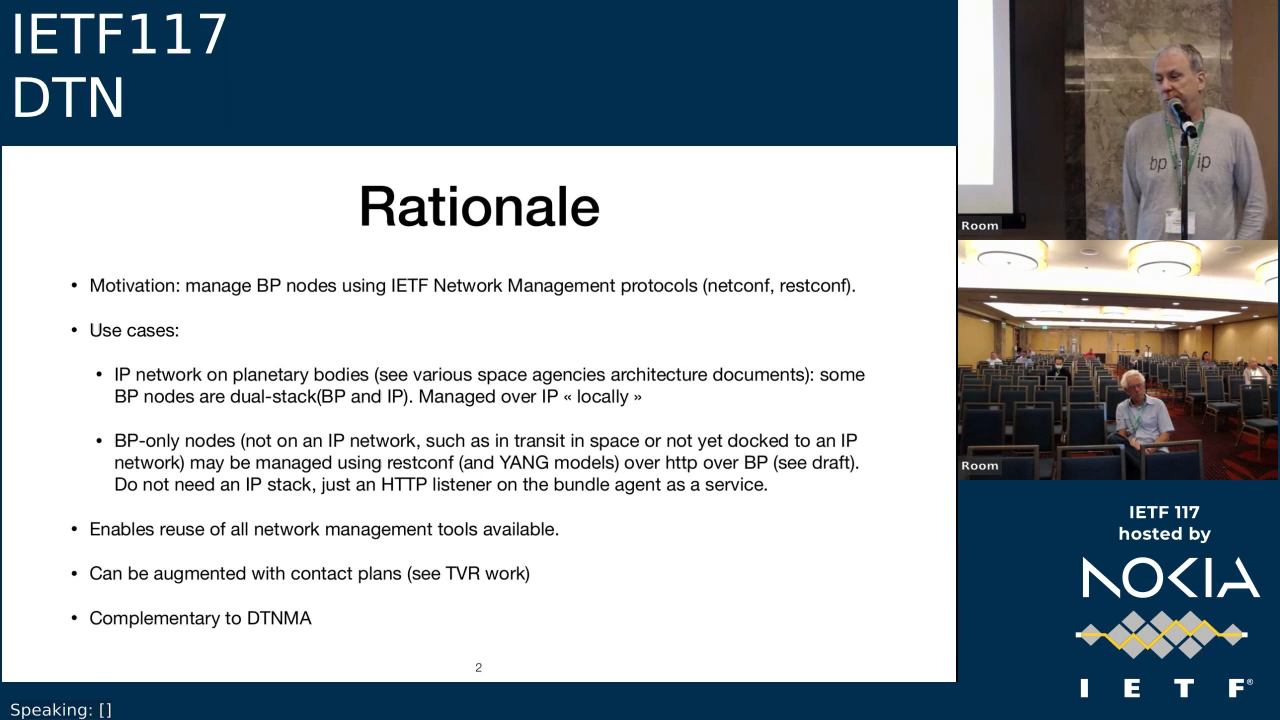 IETF117
DTN
Rationale
• Motivation: manage BP nodes using IETF Network Management protocols (netconf, restconf).
• Use cases:
• IP network on planetary bodies (see various space agencies architecture documents): some
BP nodes are dual-stack(BP and IP). Managed over IP « locally »
• BP-only nodes (not on an IP network, such as in transit in space or not yet docked to an IP
network) may be managed using restconf (and YANG models) over http over BP (see draft).
Do not need an IP stack, just an HTTP listener on the bundle agent as a service.
• Enables reuse of all network management tools available.
• Can be augmented with contact plans (see TVR work)
• Complementary to DTNMA
2
Speaking: []
bp ip
Room
Room
IETF 117
hosted by
NOKIA
I E T F®